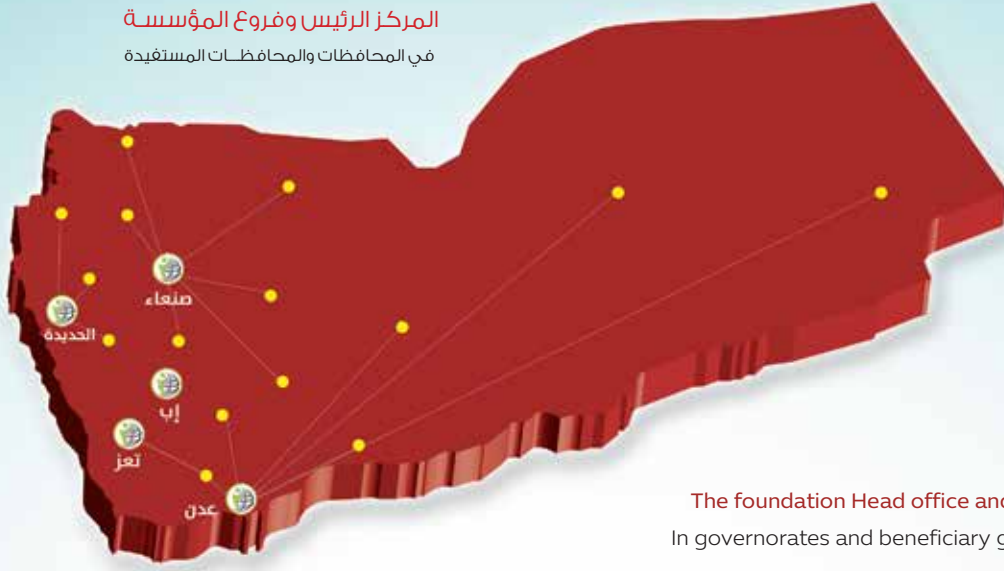 المركز الرئيس وفروع المؤسسة
في المحافظات والمحافظات المستفيدة
صنعاء
الحديدة
إب
تعز
عدن
The foundation Head office and
In governorates and beneficiary g